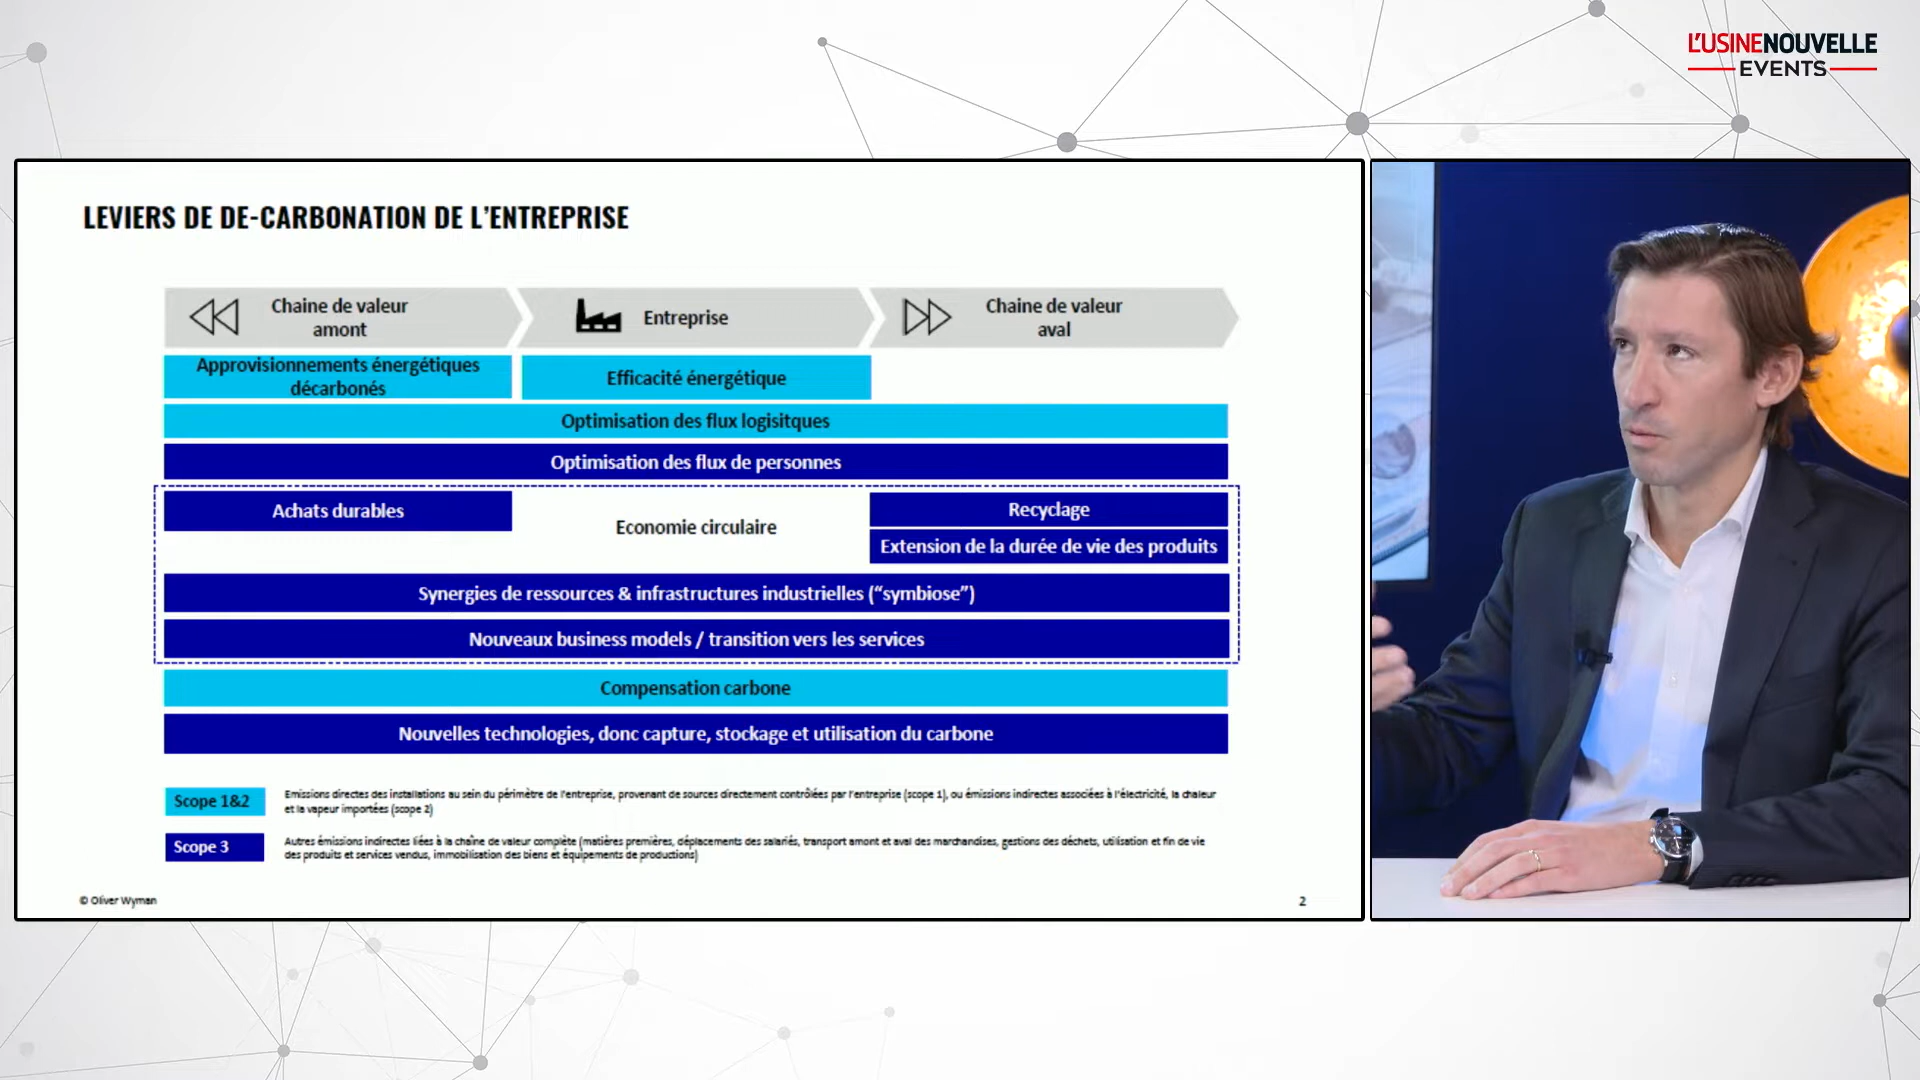 L'USINENOUVELLE
EVENTS
LEVIERS DE DE-CARBONATION DE L'ENTREPRISE
Chaine de valeur
amont
Entreprise
Chaine de valeur
aval
Approvisionnements énergétiques
décarbonés
Efficacité énergétique
Optimisation des flux logisitques
Optimisation des flux de personnes
Achats durables
Economie circulaire
Recyclage
Extension de la durée de vie des produits
Synergies de ressources & infrastructures industrielles (“symbiose”)
Nouveaux business models / transition vers les services
Compensation carbone
Nouvelles technologies, donc capture, stockage et utilisation du carbone
Scope 1&2
Emissions directes des installations au sein du périmètre de l'entreprise, provenant de sources directement contrôlées par l'entreprise (scope 1), ou émissions indirectes associées à l'électricité, la chaleur
et la vapeur importées (scope 2)
Scope 3
Autres émissions indirectes liées à la chaîne de valeur complète (matières premières, déplacements des salariés, transport amont et aval des marchandises, gestions des déchets, utilisation et fin de vie
des produits et services vendus, immobilisation des biens et équipements de productions)
© Oliver Wyman
2